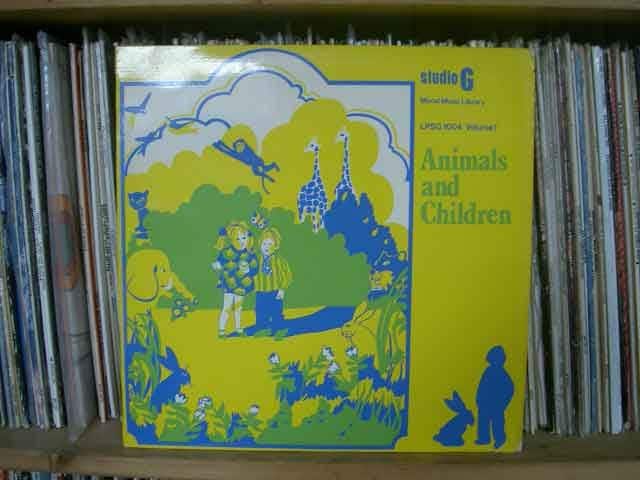 studio G
Mood Music Library
LPSG 1004 Volume 1
Animals
and
Children